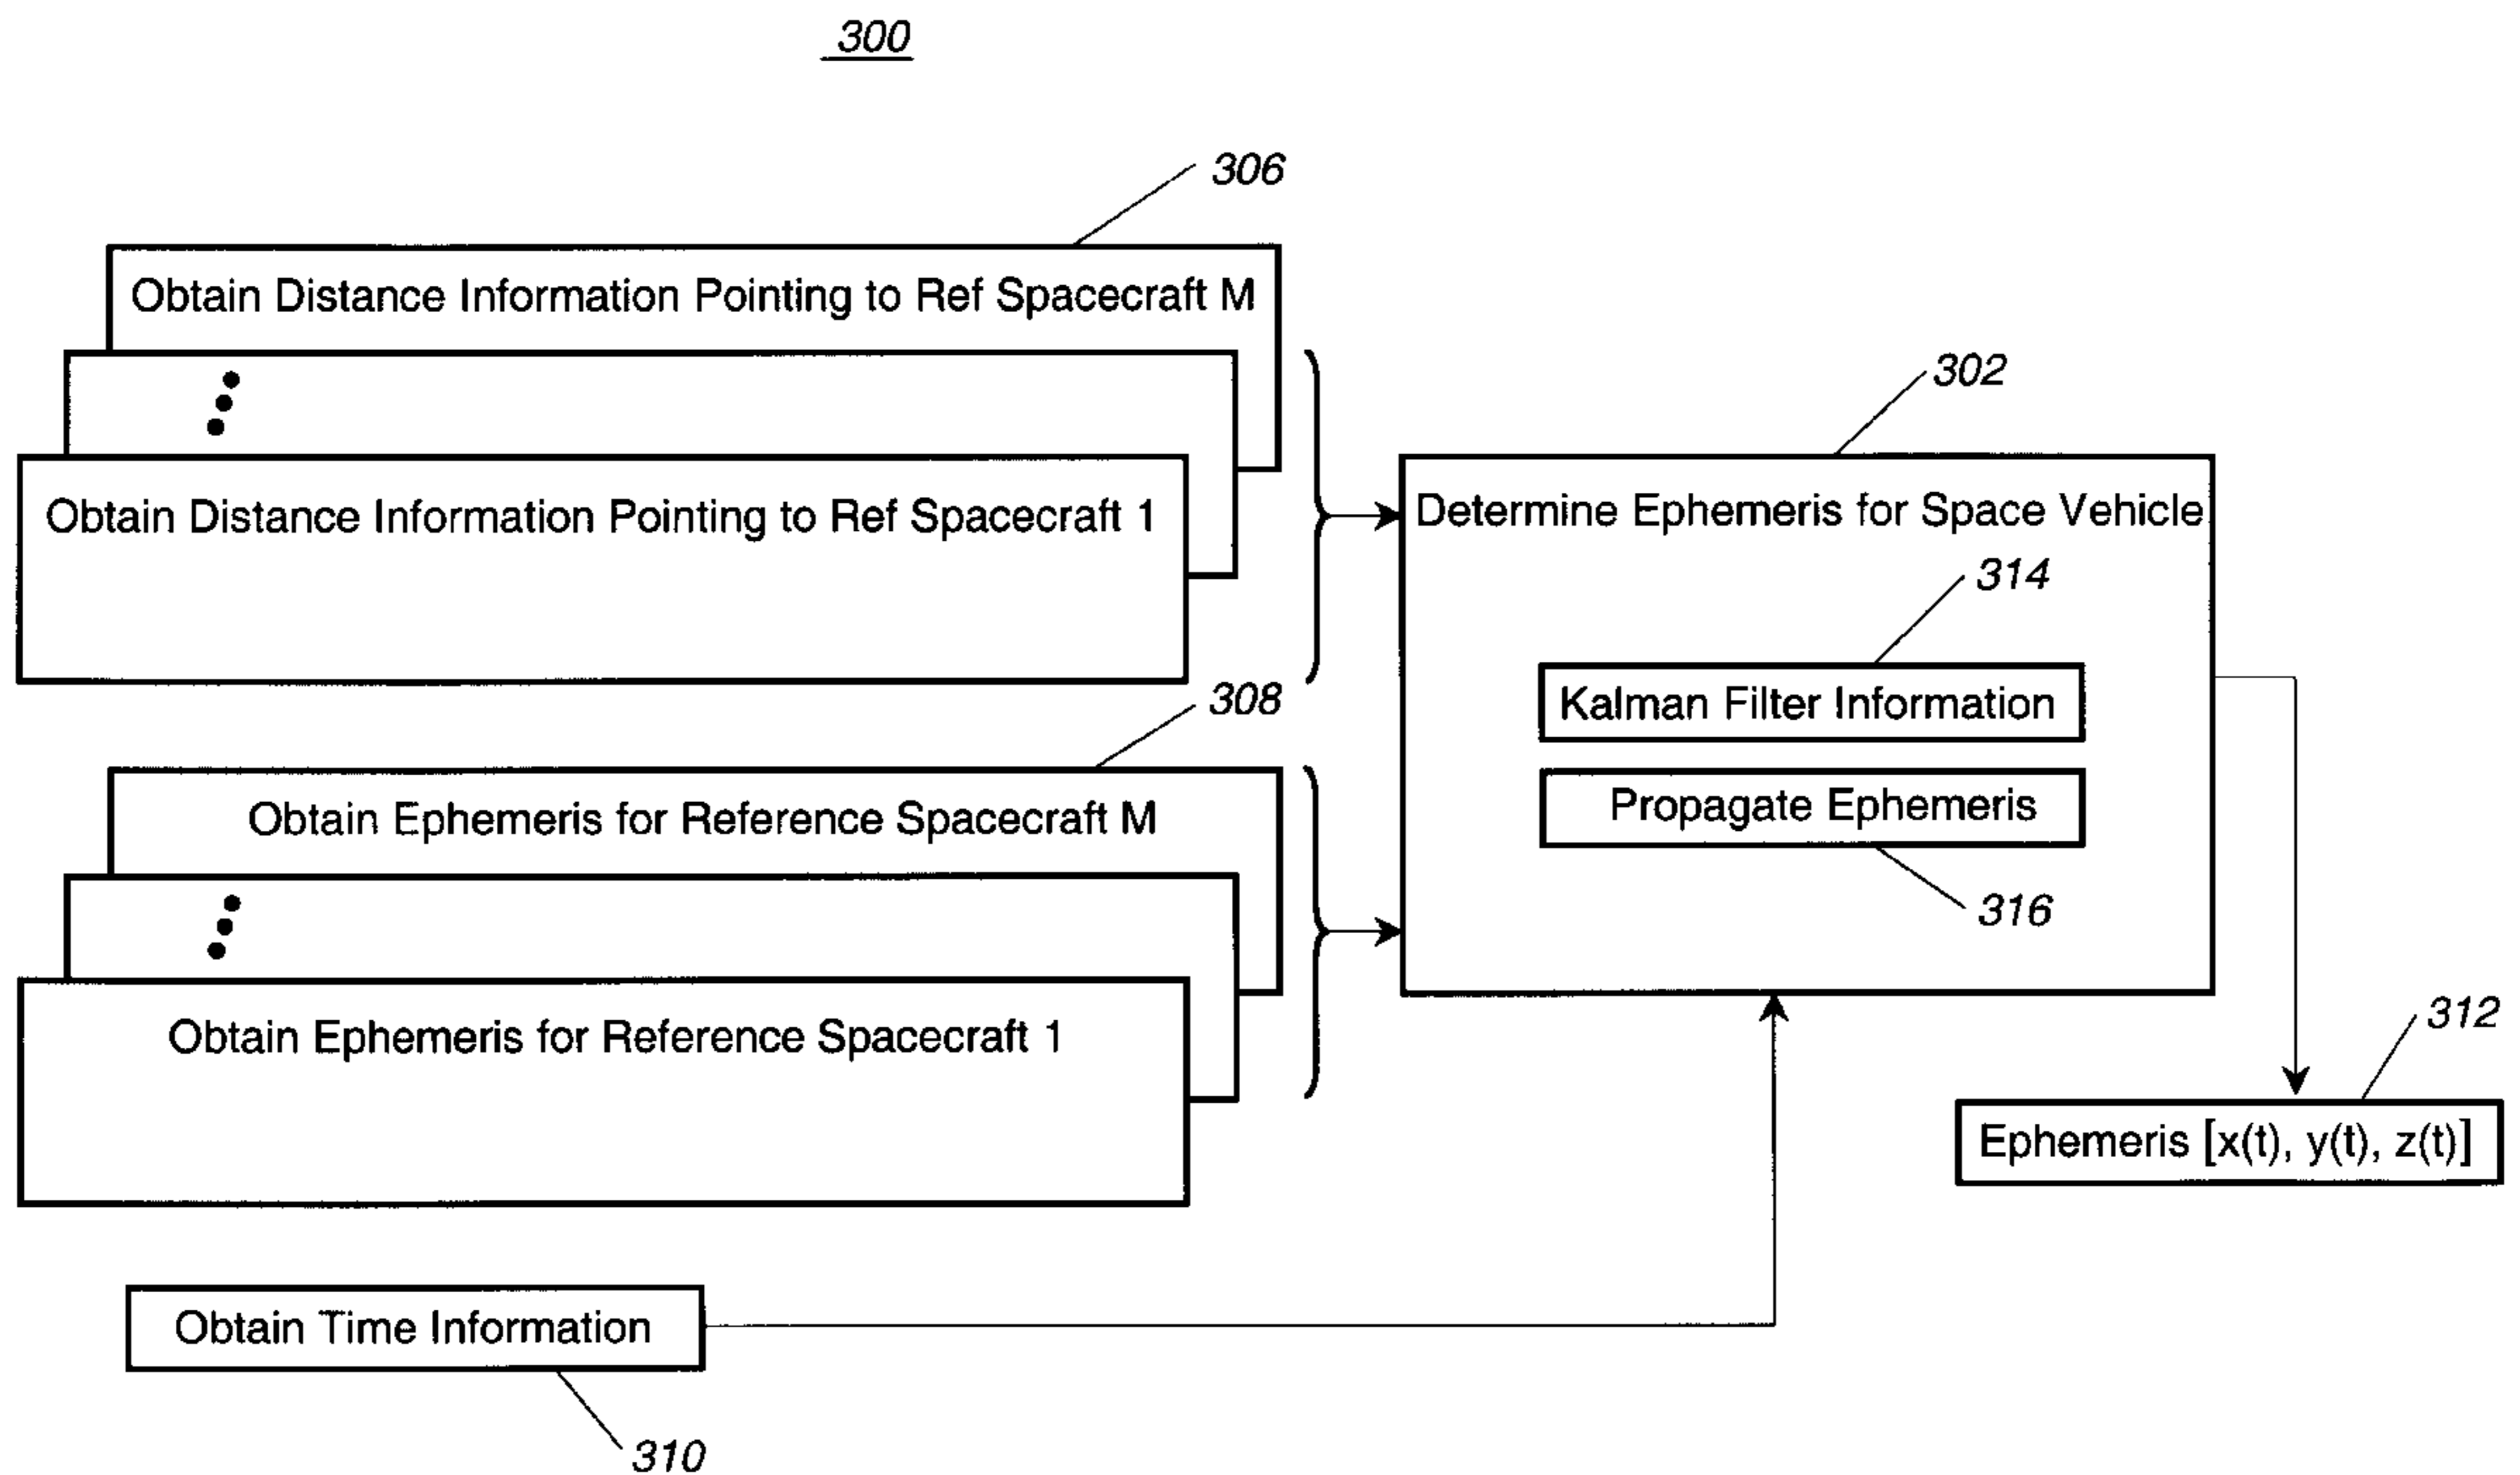 300
306
Obtain Distance Information Pointing to Ref Spacecraft M
Obtain Distance Information Pointing to Ref Spacecraft 1
308
Obtain Ephemeris for Reference Spacecraft M
Obtain Ephemeris for Reference Spacecraft 1
Obtain Time Information
310
302
Determine Ephemeris for Space Vehicle
314
Kalman Filter Information
Propagate Ephemeris
316
312
Ephemeris [x(t), y(t), z(t)]